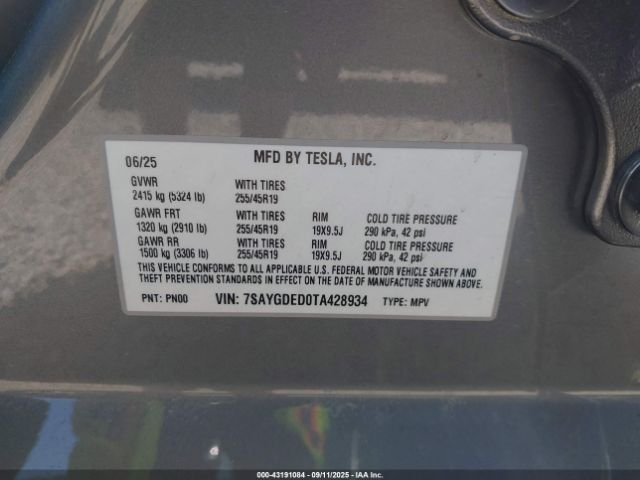 06/25 MFD BY TESLA, INC.
GVWR WITH TIRES
2415 kg (5324 lb) 255/45R19
GAWR FRT WITH TIRES RIM COLD TIRE PRESSURE
1320 kg (2910 lb) 255/45R19 19X9.5J 290 kPa, 42 psi
GAWR RR WITH TIRES RIM COLD TIRE PRESSURE
1500 kg (3306 lb) 255/45R19 19X9.5J 290 kPa, 42 psi
THIS VEHICLE CONFORMS TO ALL APPLICABLE U.S. FEDERAL MOTOR VEHICLE SAFETY AND
THEFT PREVENTION STANDARDS IN EFFECT ON THE DATE OF MANUFACTURE SHOWN ABOVE.
PNT: PN00 VIN: 7SAYGDED0TA428934 TYPE: MPV
000-43191084 - 09/11/2025 - IAA Inc.